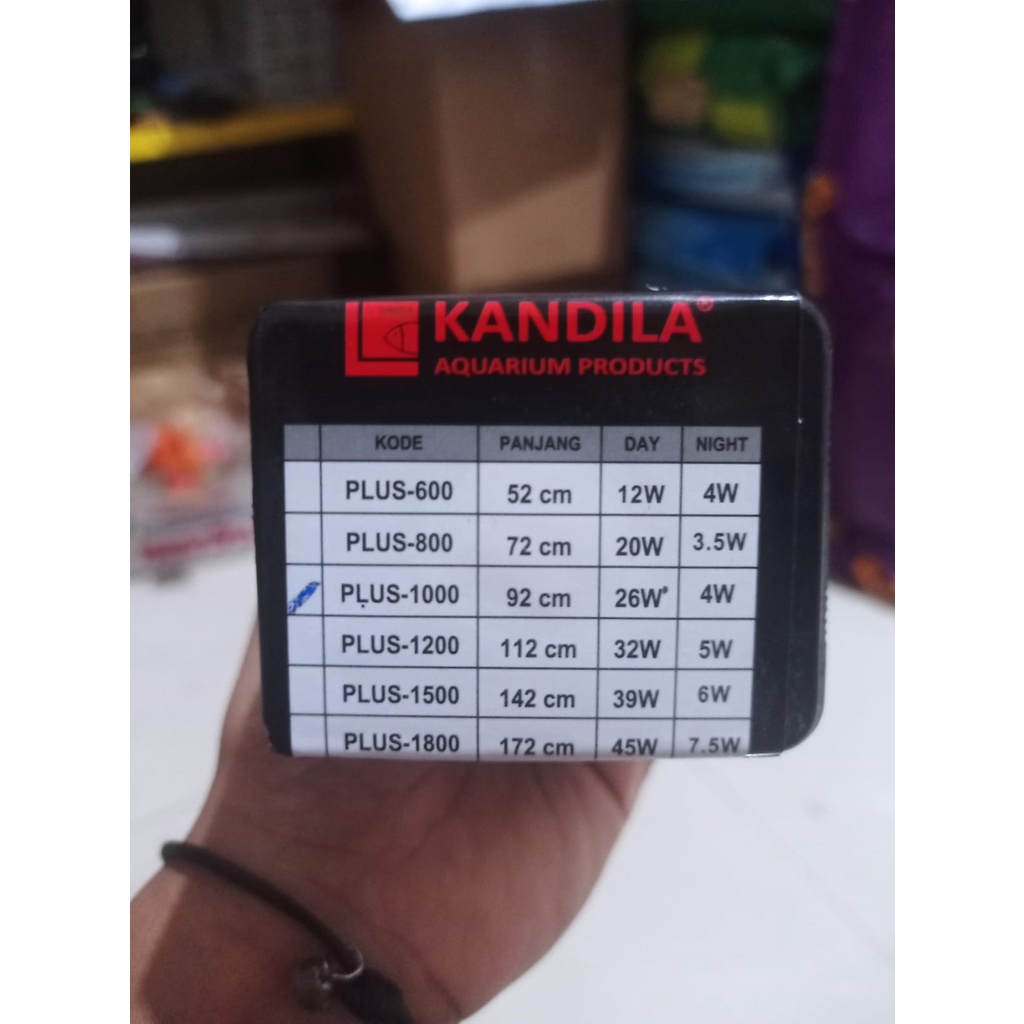 KANDILA®
AQUARIUM PRODUCTS
KODE PANJANG DAY NIGHT
PLUS-600 52 cm 12W 4W
PLUS-800 72 cm 20W 3.5W
PLUS-1000 92 cm 26W 4W
PLUS-1200 112 cm 32W 5W
PLUS-1500 142 cm 39W 6W
PLUS-1800 172 cm 45W 7.5W